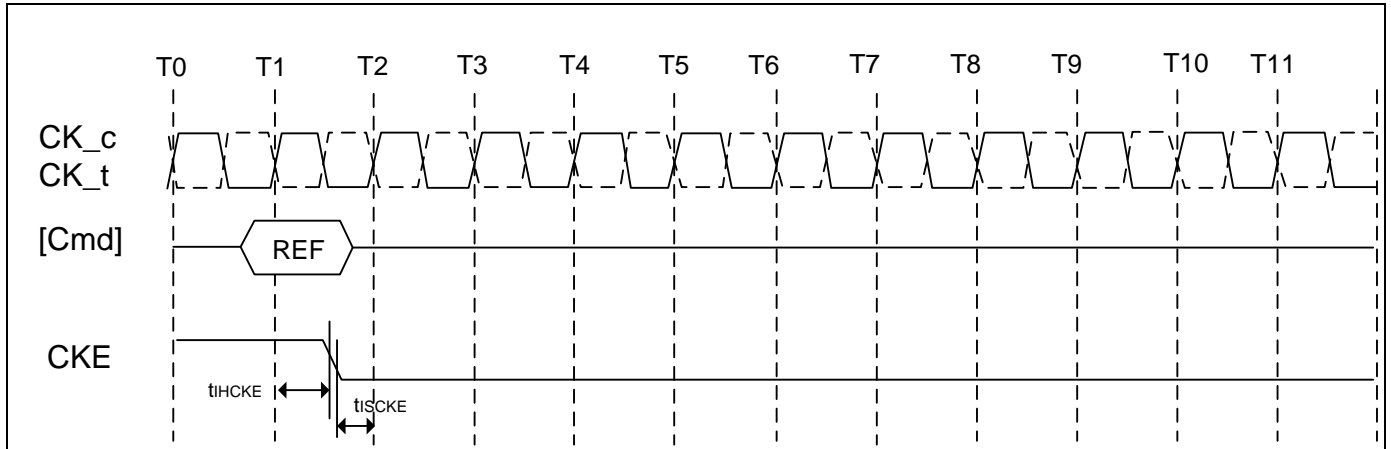 T0 T1 T2 T3 T4 T5 T6 T7 T8 T9 T10 T11
CK_c
CK_t
[Cmd] REF
CKE
tIHCKE
tISCKE